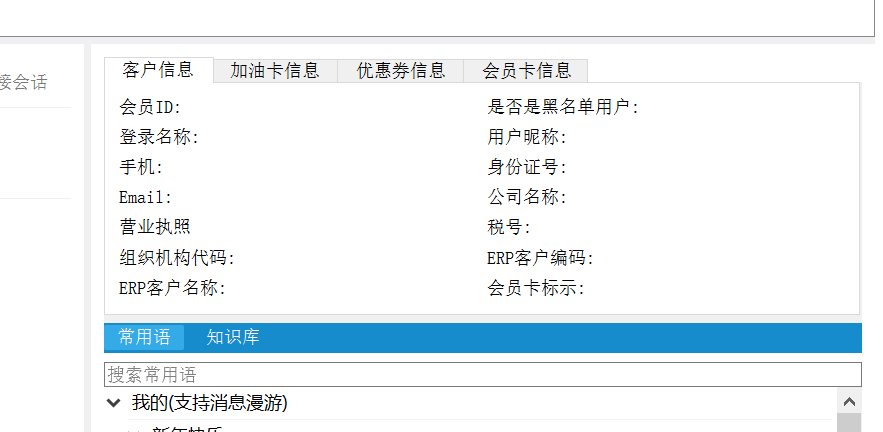 接会话
客户信息 加油卡信息 优惠券信息 会员卡信息
会员ID: 是否是黑名单用户:
登录名称: 用户昵称:
手机: 身份证号:
Email: 公司名称:
营业执照 税号:
组织机构代码: ERP客户编码:
ERP客户名称: 会员卡标示:
常用语 知识库
搜索常用语
我的(支持消息漫游)
新年快乐